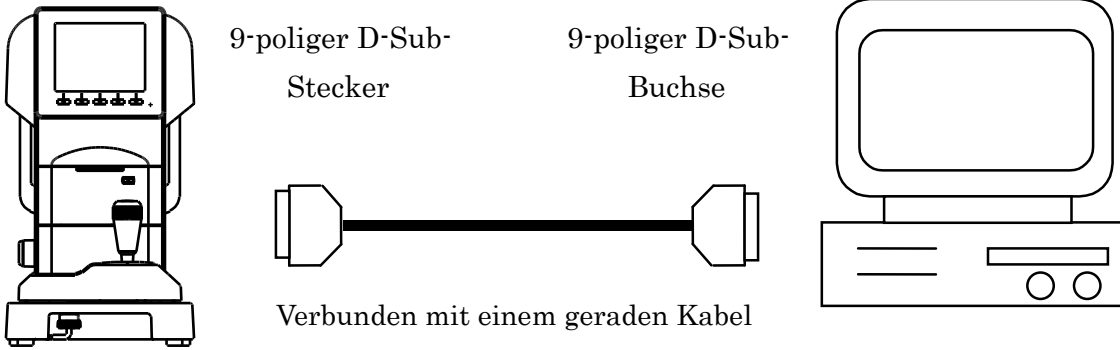 9-poliger D-Sub-
Stecker
9-poliger D-Sub-
Buchse
Verbunden mit einem geraden Kabel